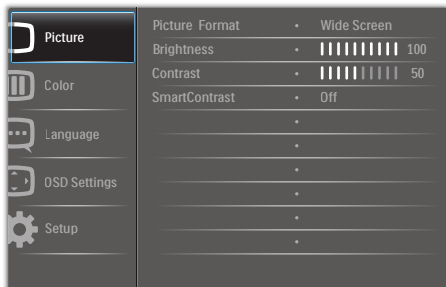 Picture
Color
Language
OSD Settings
Setup
Picture Format • Wide Screen
Brightness • 100
Contrast • 50
SmartContrast • Off
•
•
•
•
•
•